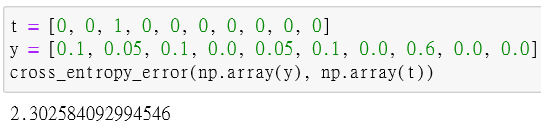 t = [0, 0, 1, 0, 0, 0, 0, 0, 0, 0]
y = [0.1, 0.05, 0.1, 0.0, 0.05, 0.1, 0.0, 0.6, 0.0, 0.0]
cross_entropy_error(np.array(y), np.array(t))
2.302584092994546